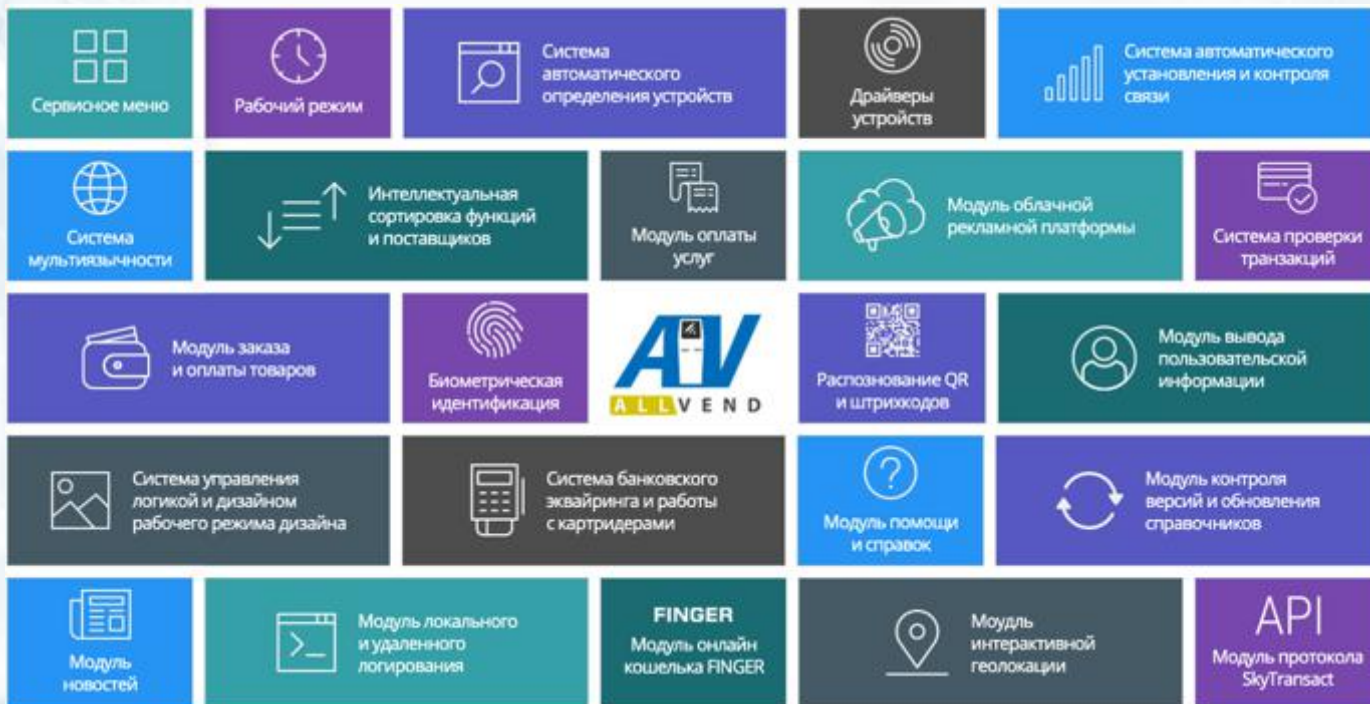 Сервисное меню
Рабочий режим
Система
автоматического
определения устройств
Драйверы
устройств
Система автоматического
установления и контроля
связи
Система
мультиязычности
Интеллектуальная
сортировка функций
и поставщиков
Модуль оплаты
услуг
Модуль облачной
рекламной платформы
Система проверки
транзакций
Модуль заказа
и оплаты товаров
Биометрическая
идентификация
AV
ALLVEND
Распознование QR
и штрихкодов
Модуль вывода
пользовательской
информации
Система управления
логикой и дизайном
рабочего режима дизайна
Система банковского
эквайринга и работы
с картридерами
Модуль помощи
и справок
Модуль контроля
версий и обновления
справочников
Модуль
новостей
Модуль локального
и удаленного
логирования
FINGER
Модуль онлайн
кошелька FINGER
Моудль
интерактивной
геолокации
API
Модуль протокола
SkyTransact